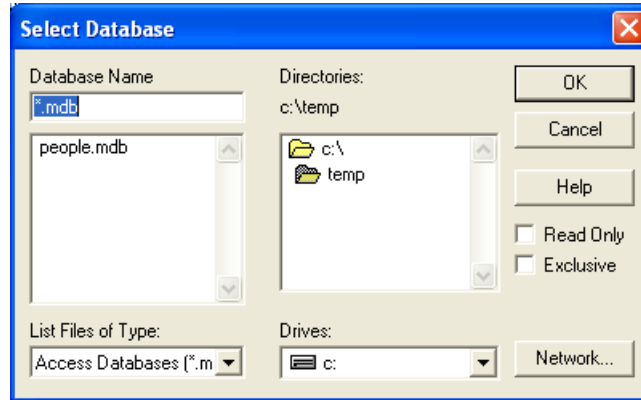 Select Database
Database Name
*.mdb
people.mdb
Directories:
c:\temp
c:\
temp
OK
Cancel
Help
Read Only
Exclusive
List Files of Type:
Access Databases (*.m
Drives:
c:
Network...